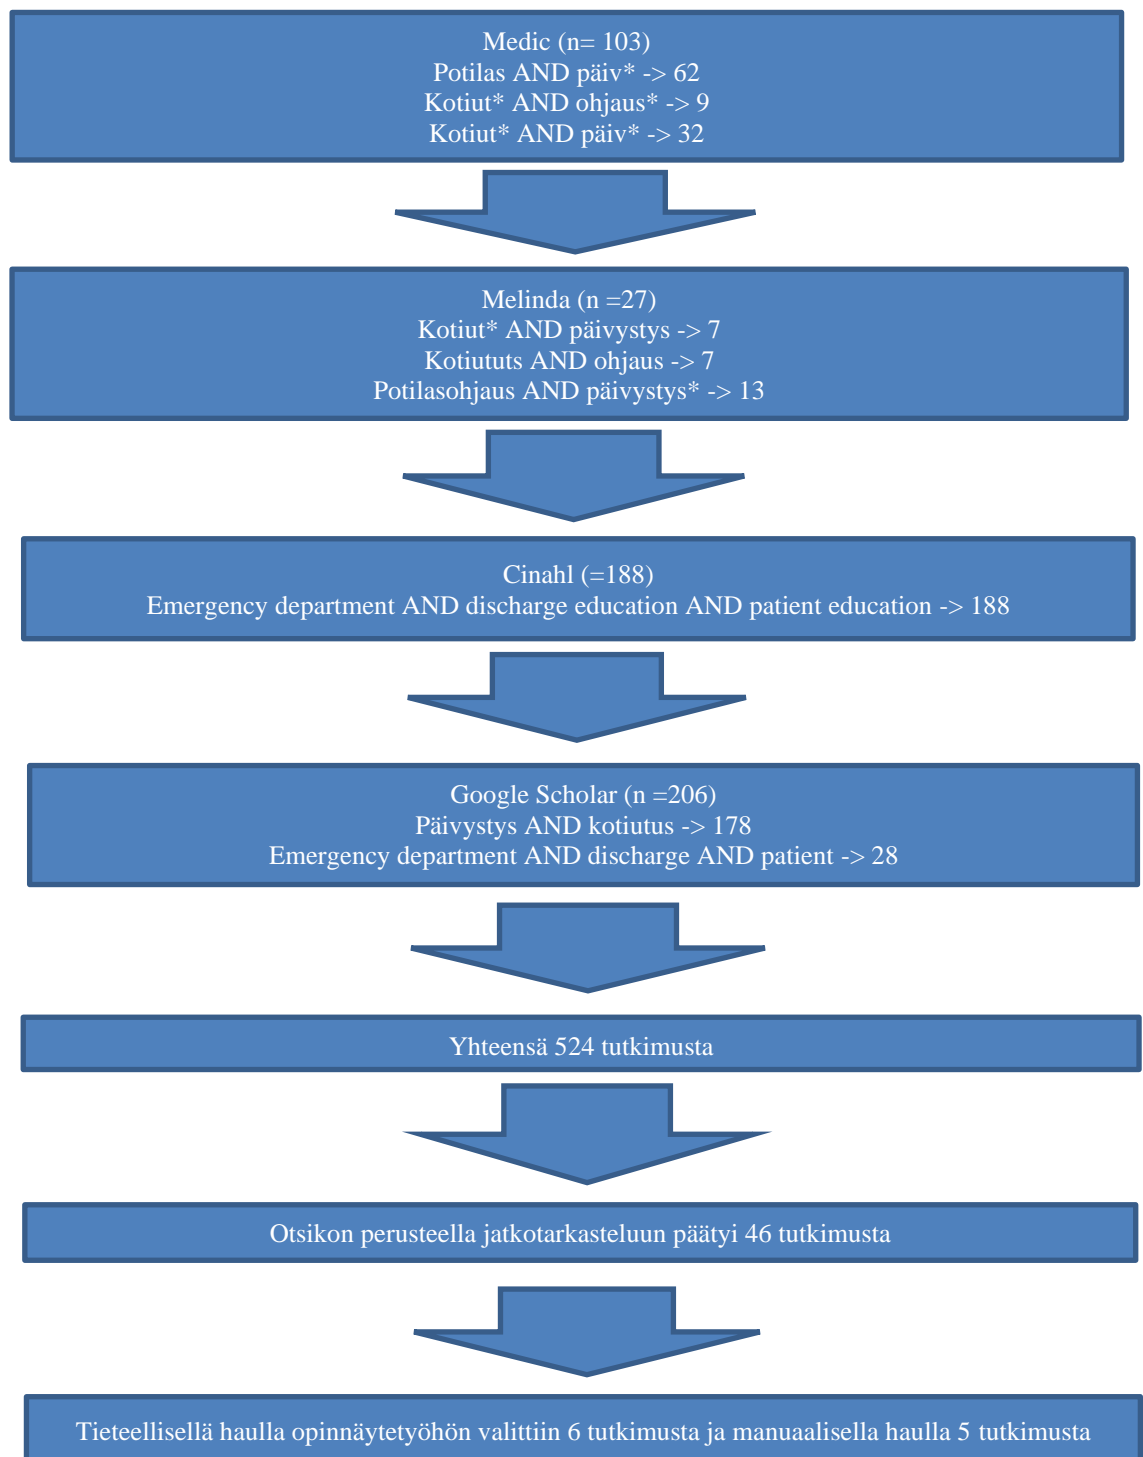 Medic (n= 103)
Potilas AND päiv* -> 62
Kotiut* AND ohjaus* -> 9
Kotiut* AND päiv* -> 32
Melinda (n =27)
Kotiut* AND päivystys -> 7
Kotiututs AND ohjaus -> 7
Potilasohjaus AND päivystys* -> 13
Cinahl (=188)
Emergency department AND discharge education AND patient education -> 188
Google Scholar (n =206)
Päivystys AND kotiutus -> 178
Emergency department AND discharge AND patient -> 28
Yhteensä 524 tutkimusta
Otsikon perusteella jatkotarkasteluun päätyi 46 tutkimusta
Tieteellisellä haulla opinnäytetyöhön valittiin 6 tutkimusta ja manuaalisella haulla 5 tutkimusta